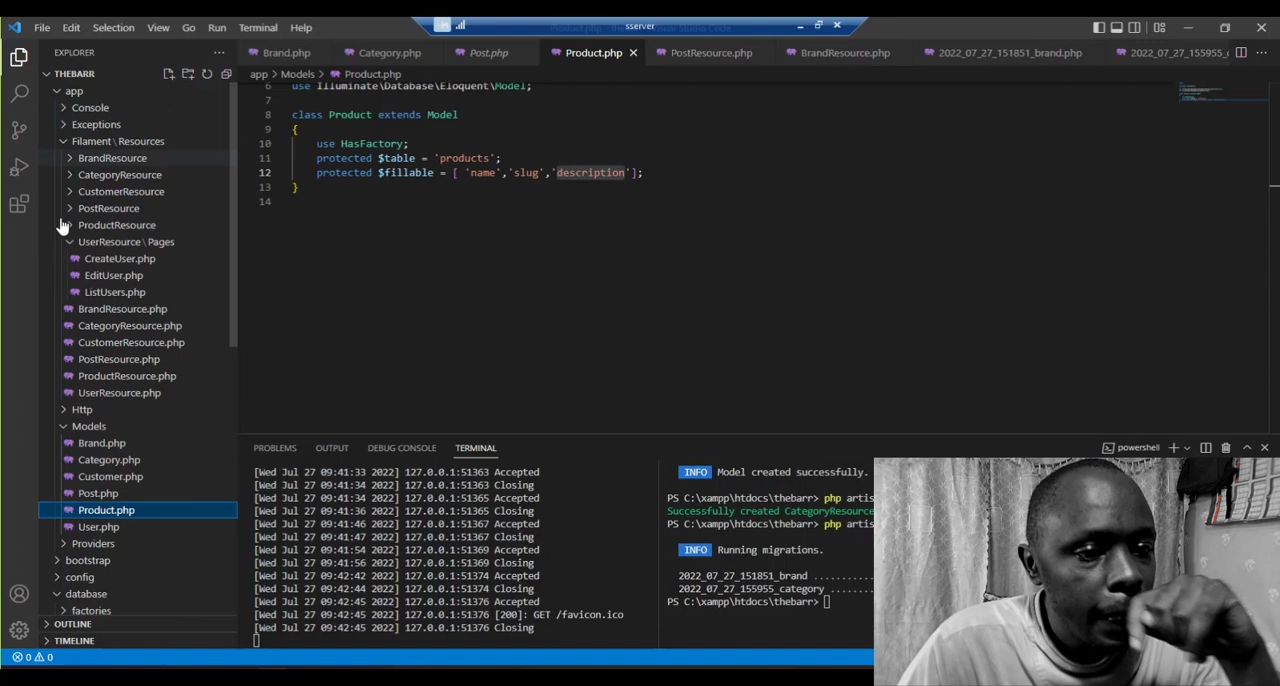 File Edit Selection View Go Run Terminal Help
sserver
EXPLORER
THEBARR
app
Console
Exceptions
Filament\Resources
BrandResource
CategoryResource
CustomerResource
PostResource
ProductResource
UserResource\Pages
CreateUser.php
EditUser.php
ListUsers.php
BrandResource.php
CategoryResource.php
CustomerResource.php
PostResource.php
ProductResource.php
UserResource.php
Http
Models
Brand.php
Category.php
Customer.php
Post.php
Product.php
User.php
Providers
bootstrap
config
database
factories
OUTLINE
TIMELINE
0 0
Brand.php Category.php Post.php Product.php PostResource.php BrandResource.php 2022_07_27_151851_brand.php 2022_07_27_155955_c
app > Models > Product.php
6 use Illuminate\Database\Eloquent\Model;
7
8 class Product extends Model
9 {
10 use HasFactory;
11 protected $table = 'products';
12 protected $fillable = [ 'name','slug','description'];
13 }
14
PROBLEMS OUTPUT DEBUG CONSOLE TERMINAL
powershell
[Wed Jul 27 09:41:33 2022] 127.0.0.1:51363 Accepted
[Wed Jul 27 09:41:34 2022] 127.0.0.1:51363 Closing
[Wed Jul 27 09:41:34 2022] 127.0.0.1:51365 Accepted
[Wed Jul 27 09:41:36 2022] 127.0.0.1:51365 Closing
[Wed Jul 27 09:41:46 2022] 127.0.0.1:51367 Accepted
[Wed Jul 27 09:41:47 2022] 127.0.0.1:51367 Closing
[Wed Jul 27 09:41:54 2022] 127.0.0.1:51369 Accepted
[Wed Jul 27 09:41:56 2022] 127.0.0.1:51369 Closing
[Wed Jul 27 09:42:42 2022] 127.0.0.1:51374 Accepted
[Wed Jul 27 09:42:44 2022] 127.0.0.1:51374 Closing
[Wed Jul 27 09:42:45 2022] 127.0.0.1:51376 Accepted
[Wed Jul 27 09:42:45 2022] 127.0.0.1:51376 [200]: GET /favicon.ico
[Wed Jul 27 09:42:45 2022] 127.0.0.1:51376 Closing
INFO Model created successfully.
PS C:\xampp\htdocs\thebarr> php artis
Successfully created CategoryResource
PS C:\xampp\htdocs\thebarr> php artis
INFO Running migrations.
2022_07_27_151851_brand ..............
2022_07_27_155955_category ...........
PS C:\xampp\htdocs\thebarr>